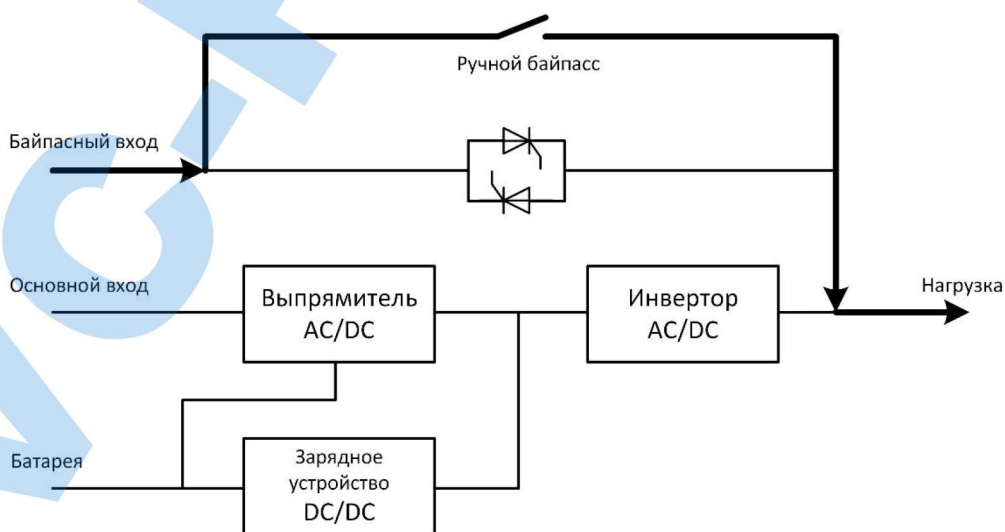 Ручной байпасс
Байпасный вход
Основной вход
Выпрямитель
AC/DC
Инвертор
AC/DC
Нагрузка
Батарея
Зарядное
устройство
DC/DC